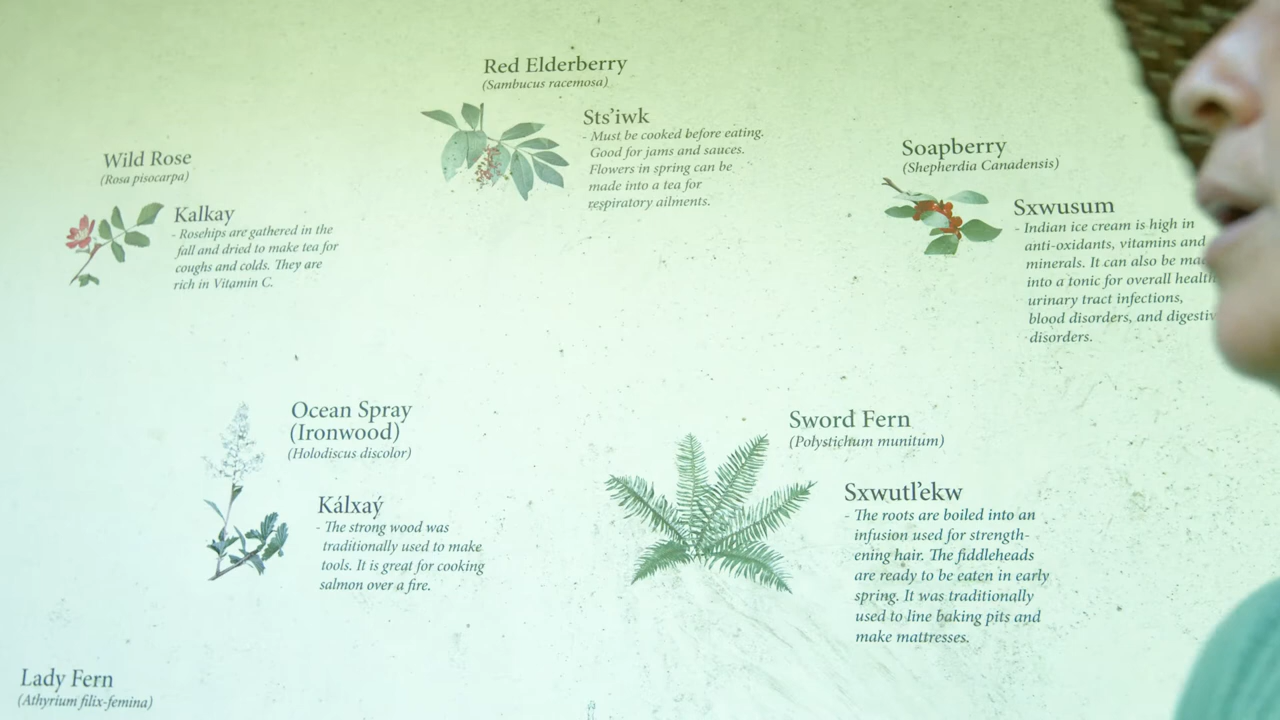 Red Elderberry
(Sambucus racemosa)
Sts'iwk
- Must be cooked before eating.
Good for jams and sauces.
Flowers in spring can be
made into a tea for
respiratory ailments.
Wild Rose
(Rosa pisocarpa)
Kalkay
- Rosehips are gathered in the
fall and dried to make tea for
coughs and colds. They are
rich in Vitamin C.
Soapberry
(Shepherdia Canadensis)
Sxwusum
- Indian ice cream is high in
anti-oxidants, vitamins and
minerals. It can also be
into a tonic for overall health
urinary tract infections,
blood disorders, and
disorders.
Ocean Spray
(Ironwood)
(Holodiscus discolor)
Kálxaý
- The strong wood was
traditionally used to make
tools. It is great for cooking
salmon over a fire.
Sword Fern
(Polystichum munitum)
Sxwutl'ekw
- The roots are boiled into an
infusion used for strength-
ening hair. The fiddleheads
are ready to be eaten in early
spring. It was traditionally
used to line baking pits and
make mattresses.
Lady Fern
(Athyrium filix-femina)